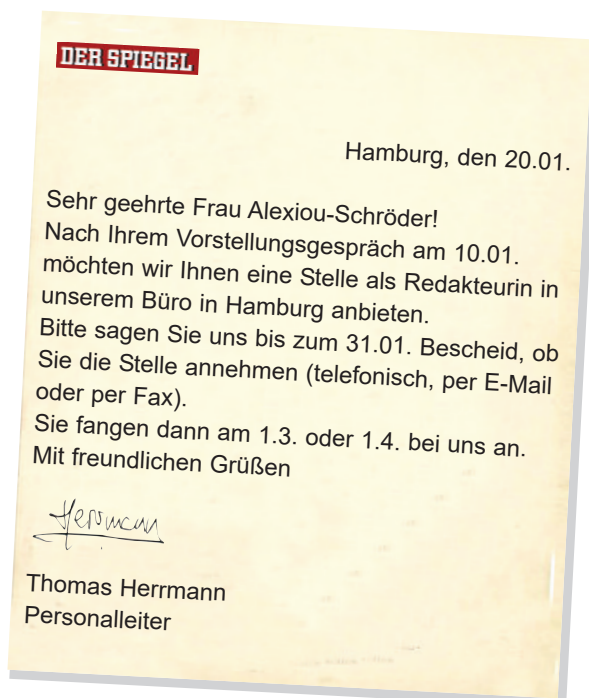 DER SPIEGEL
Hamburg, den 20.01.
Sehr geehrte Frau Alexiou-Schröder!
Nach Ihrem Vorstellungsgespräch am 10.01.
möchten wir Ihnen eine Stelle als Redakteurin in
unserem Büro in Hamburg anbieten.
Bitte sagen Sie uns bis zum 31.01. Bescheid, ob
Sie die Stelle annehmen (telefonisch, per E-Mail
oder per Fax).
Sie fangen dann am 1.3. oder 1.4. bei uns an.
Mit freundlichen Grüßen
Herrmann
Thomas Herrmann
Personalleiter